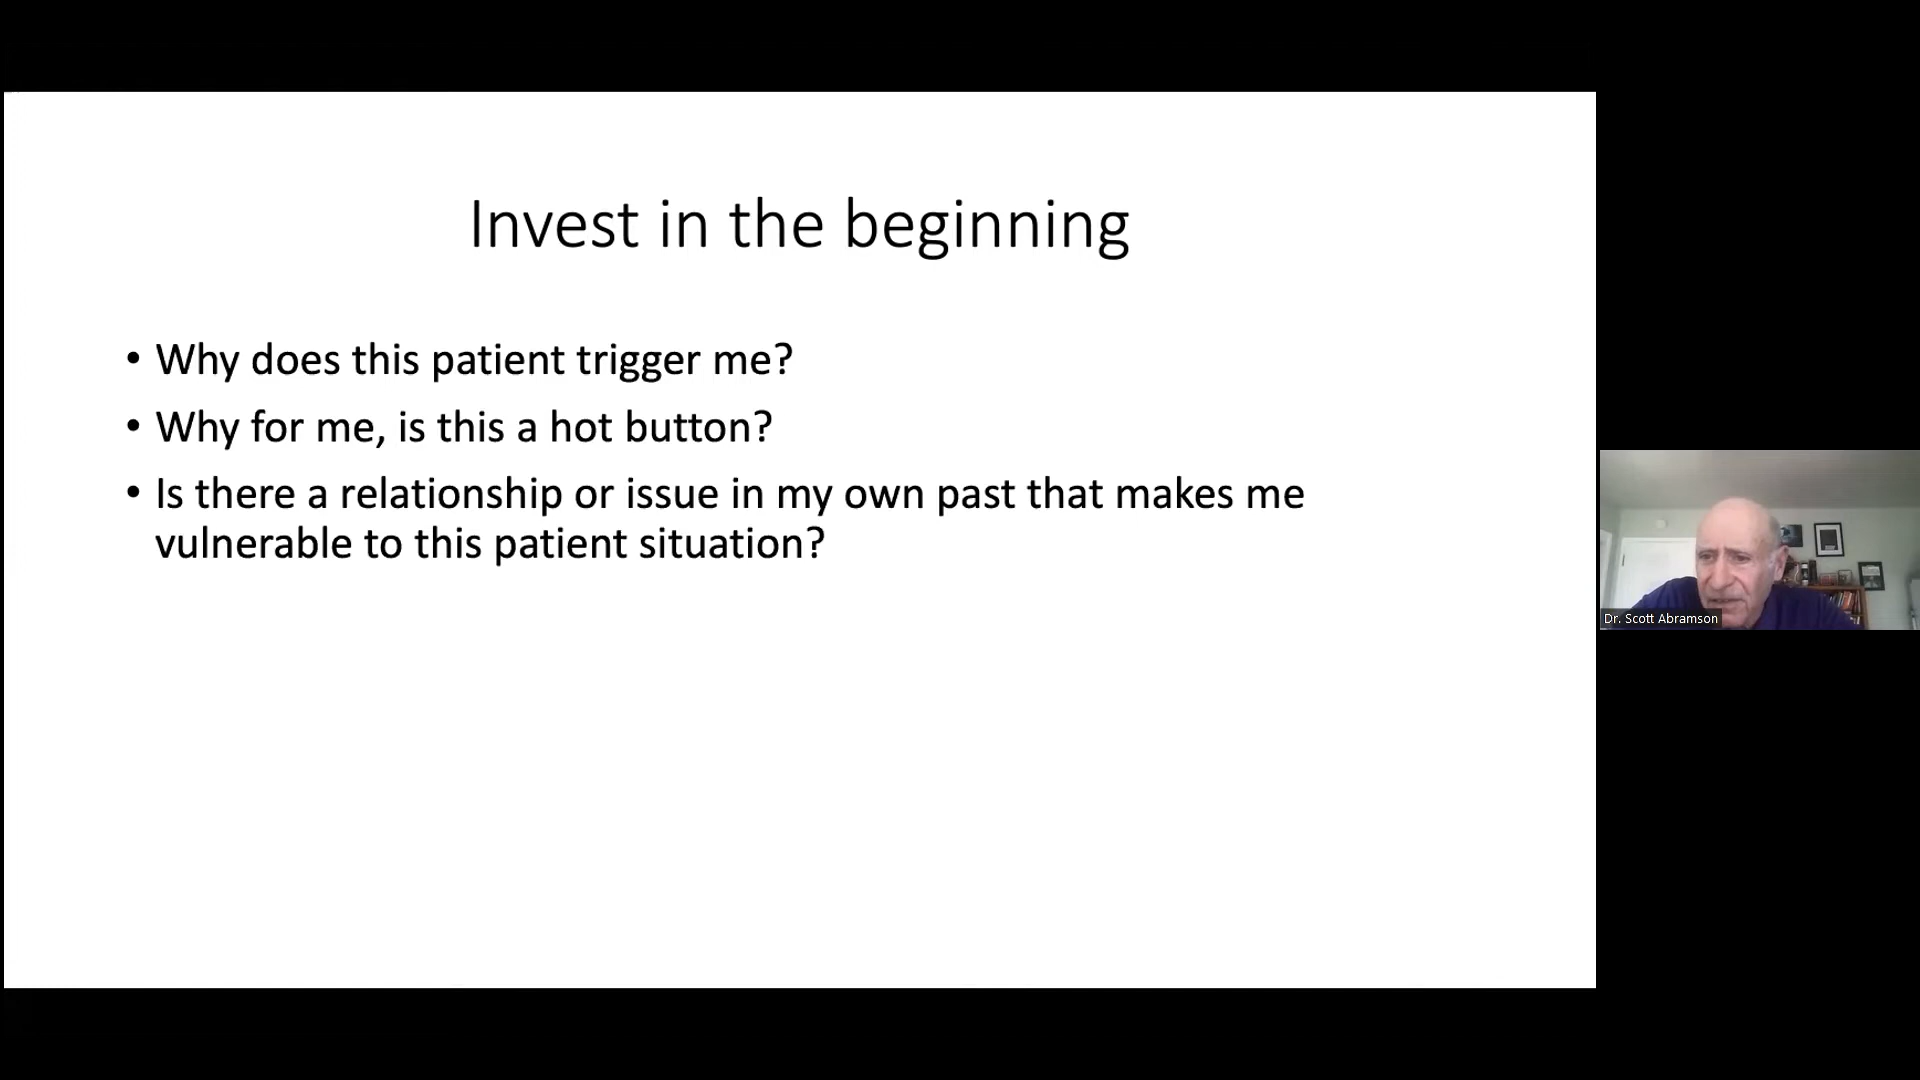 Invest in the beginning
• Why does this patient trigger me?
• Why for me, is this a hot button?
• Is there a relationship or issue in my own past that makes me
vulnerable to this patient situation?
Dr. Scott Abramson